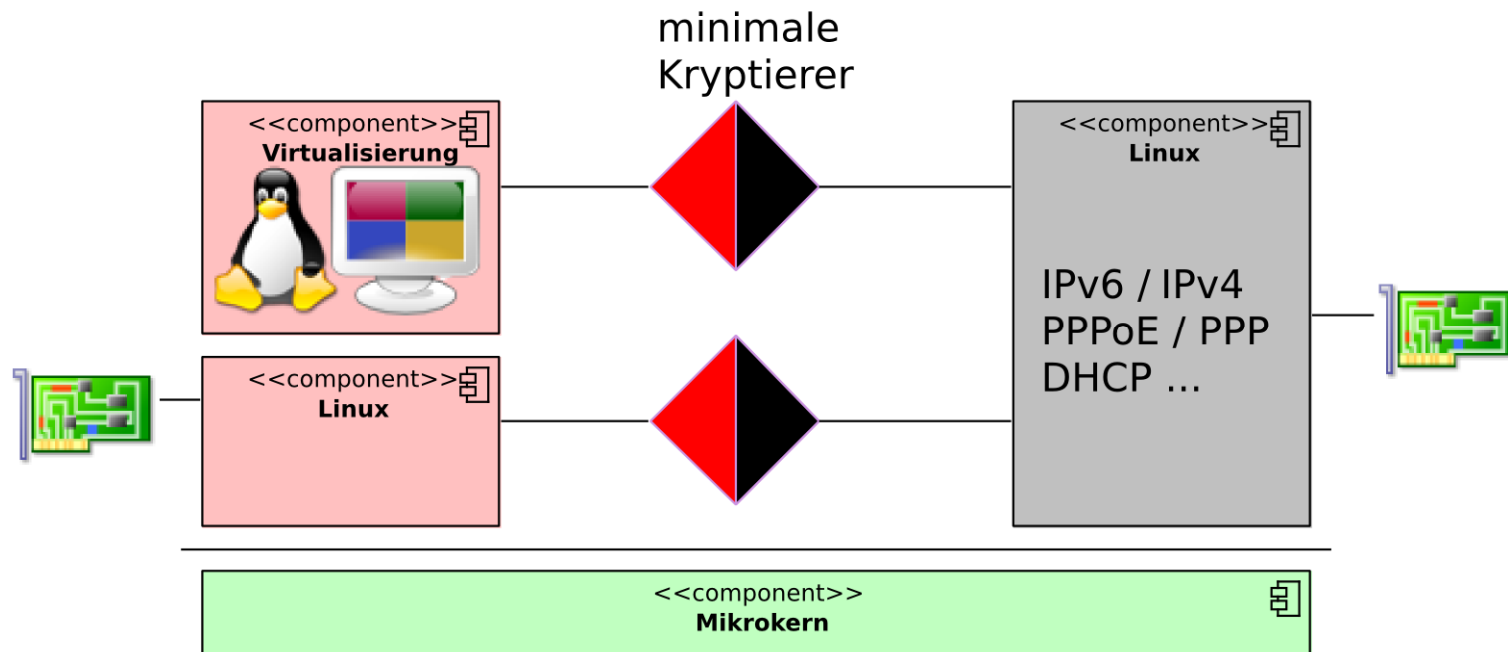 minimale
Kryptierer
<<component>>
Virtualisierung
<<component>>
Linux
IPv6 / IPv4
PPPoE / PPP
DHCP ...
<<component>>
Linux
<<component>>
Mikrokern